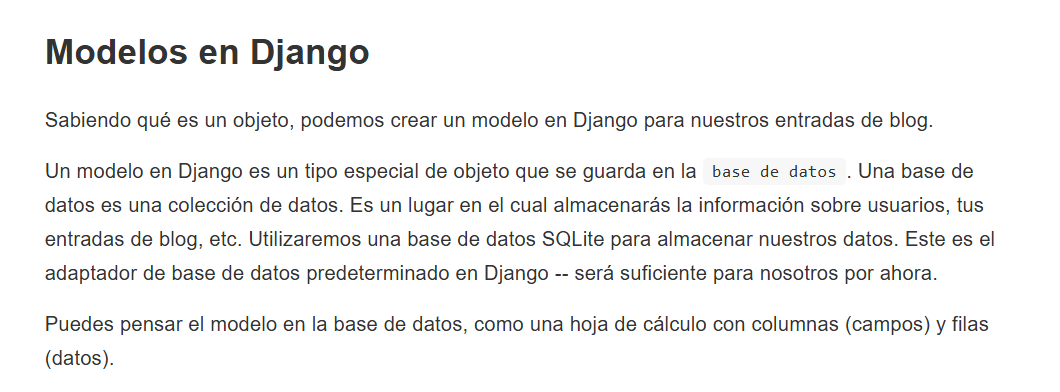 Modelos en Django
Sabiendo qué es un objeto, podemos crear un modelo en Django para nuestros entradas de blog.
Un modelo en Django es un tipo especial de objeto que se guarda en la base de datos. Una base de
datos es una colección de datos. Es un lugar en el cual almacenarás la información sobre usuarios, tus
entradas de blog, etc. Utilizaremos una base de datos SQLite para almacenar nuestros datos. Este es el
adaptador de base de datos predeterminado en Django -- será suficiente para nosotros por ahora.
Puedes pensar el modelo en la base de datos, como una hoja de cálculo con columnas (campos) y filas
(datos).